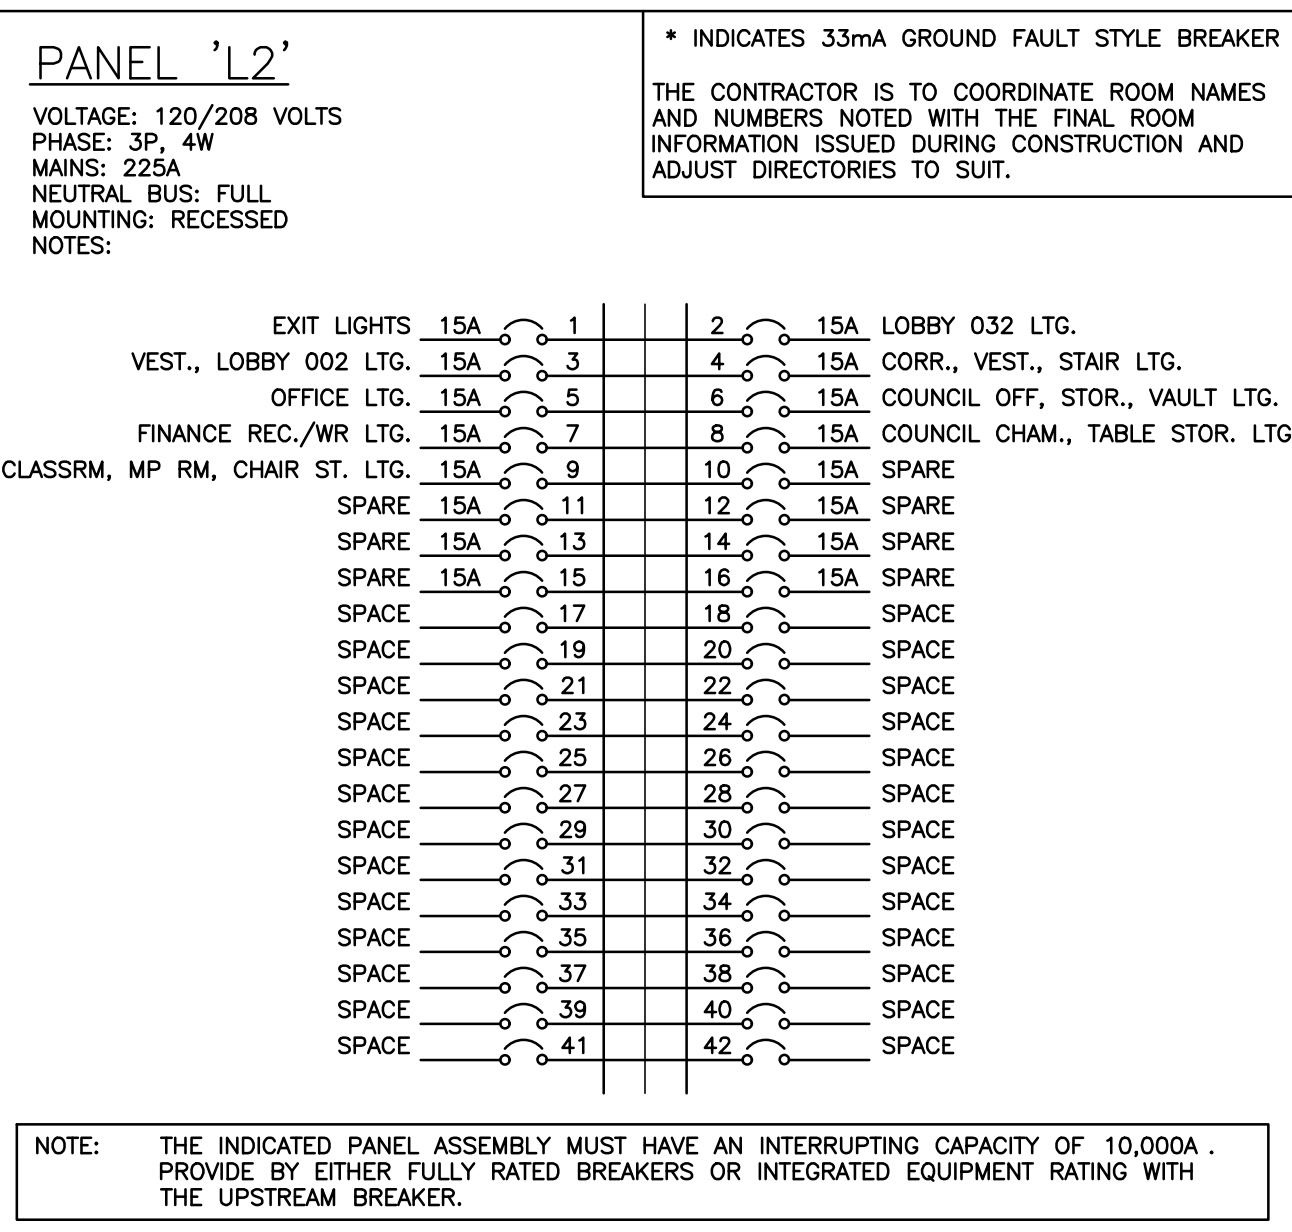 PANEL 'L2'
VOLTAGE: 120/208 VOLTS
PHASE: 3P, 4W
MAINS: 225A
NEUTRAL BUS: FULL
MOUNTING: RECESSED
NOTES:
* INDICATES 33mA GROUND FAULT STYLE BREAKER
THE CONTRACTOR IS TO COORDINATE ROOM NAMES
AND NUMBERS NOTED WITH THE FINAL ROOM
INFORMATION ISSUED DURING CONSTRUCTION AND
ADJUST DIRECTORIES TO SUIT.
EXIT LIGHTS 15A 1 2 15A LOBBY 032 LTG.
VEST., LOBBY 002 LTG. 15A 3 4 15A CORR., VEST., STAIR LTG.
OFFICE LTG. 15A 5 6 15A COUNCIL OFF, STOR., VAULT LTG.
FINANCE REC./WR LTG. 15A 7 8 15A COUNCIL CHAM., TABLE STOR. LTG
CLASSRM, MP RM, CHAIR ST. LTG. 15A 9 10 15A SPARE
SPARE 15A 11 12 15A SPARE
SPARE 15A 13 14 15A SPARE
SPARE 15A 15 16 15A SPARE
SPACE 17 18 SPACE
SPACE 19 20 SPACE
SPACE 21 22 SPACE
SPACE 23 24 SPACE
SPACE 25 26 SPACE
SPACE 27 28 SPACE
SPACE 29 30 SPACE
SPACE 31 32 SPACE
SPACE 33 34 SPACE
SPACE 35 36 SPACE
SPACE 37 38 SPACE
SPACE 39 40 SPACE
SPACE 41 42 SPACE
NOTE: THE INDICATED PANEL ASSEMBLY MUST HAVE AN INTERRUPTING CAPACITY OF 10,000A .
PROVIDE BY EITHER FULLY RATED BREAKERS OR INTEGRATED EQUIPMENT RATING WITH
THE UPSTREAM BREAKER.